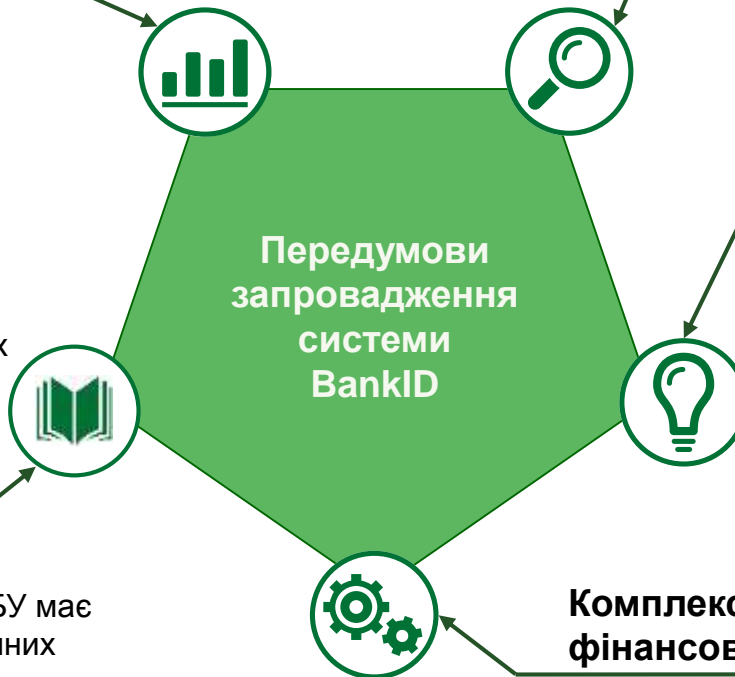 Передумови
запровадження
системи
BankID
х
БУ має
них
Комплекс
фінансов